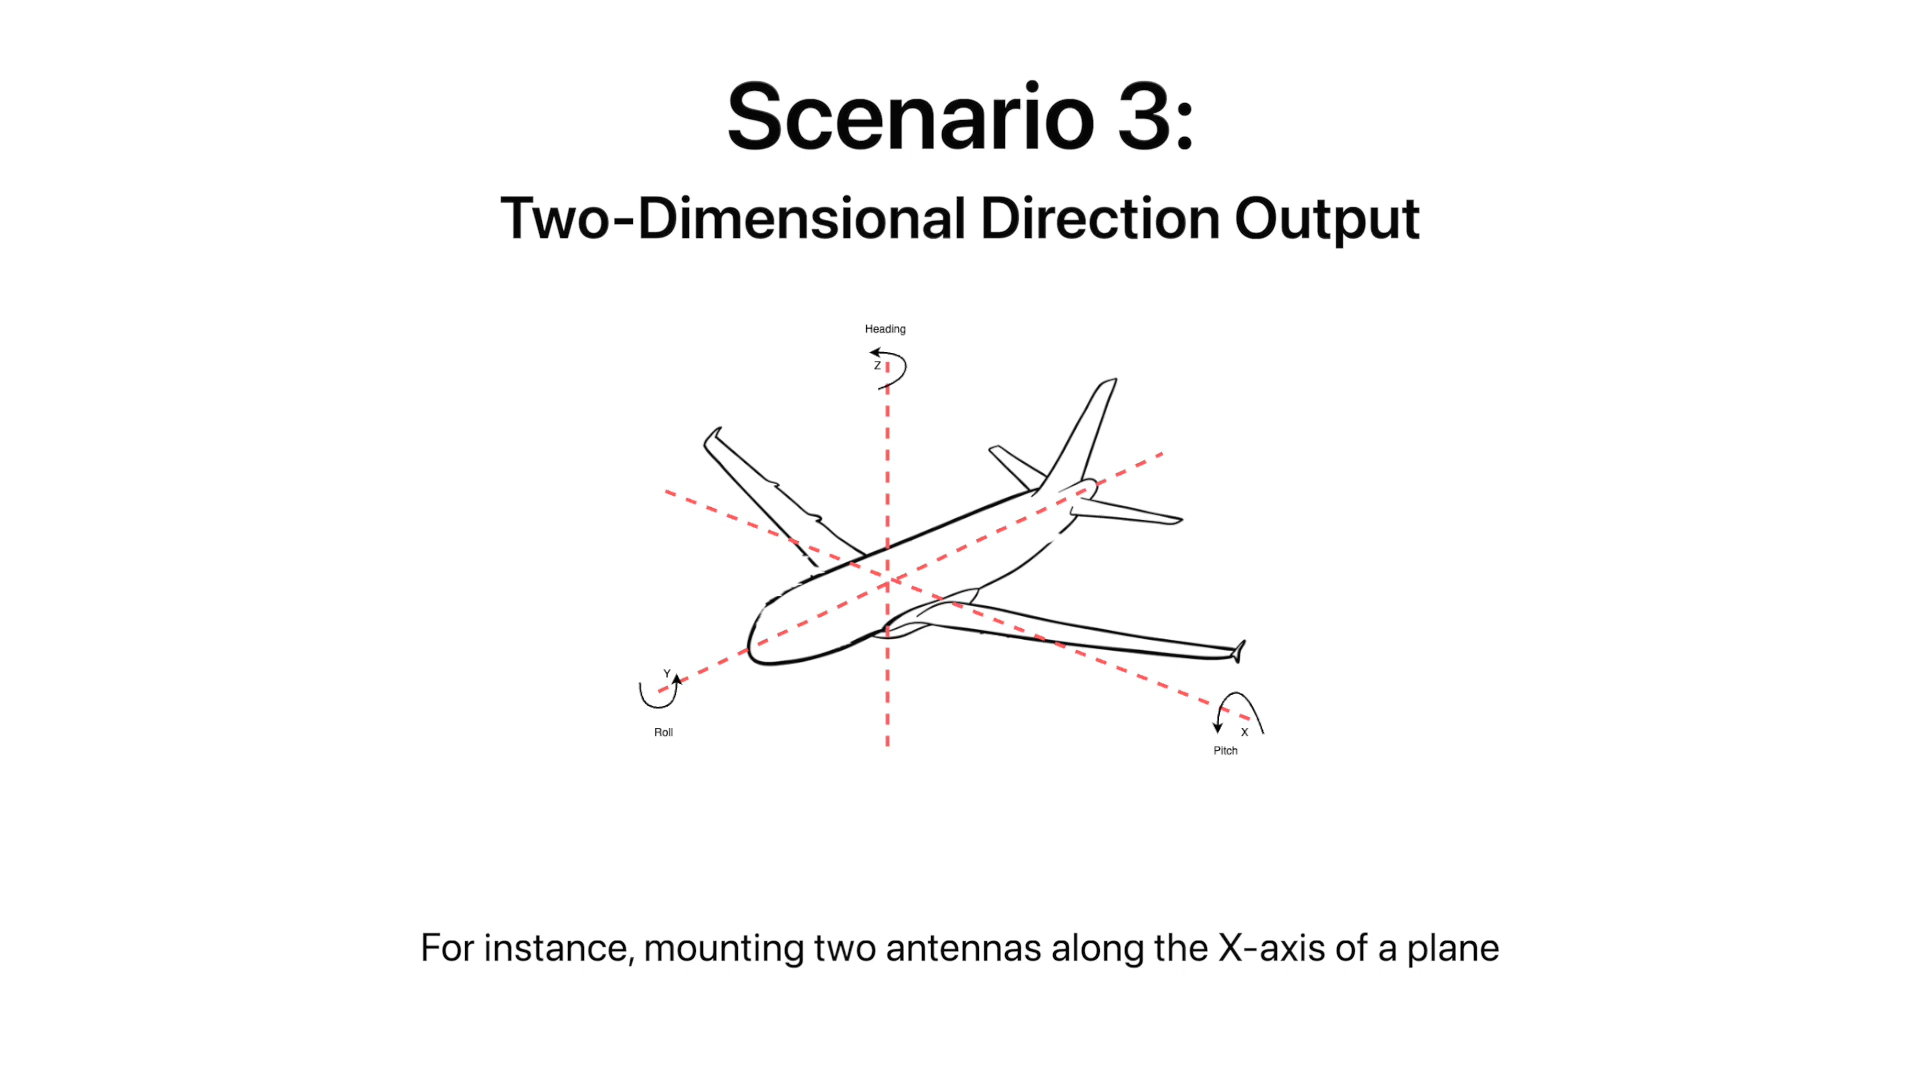 Scenario 3:
Two-Dimensional Direction Output
Heading
Z
Y
Roll
X
Pitch
For instance, mounting two antennas along the X-axis of a plane